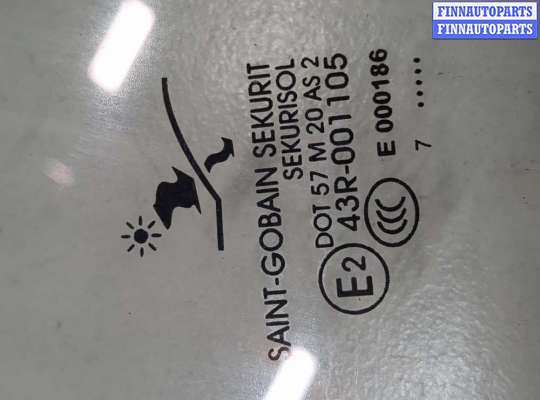 FINNAUTOPARTS
FINNAUTOPARTS
SAINT-GOBAIN SEKURIT
SEKURISOL
DOT 57 M 20 AS 2
E2 43R-001105
CCC E 000186
7 .....